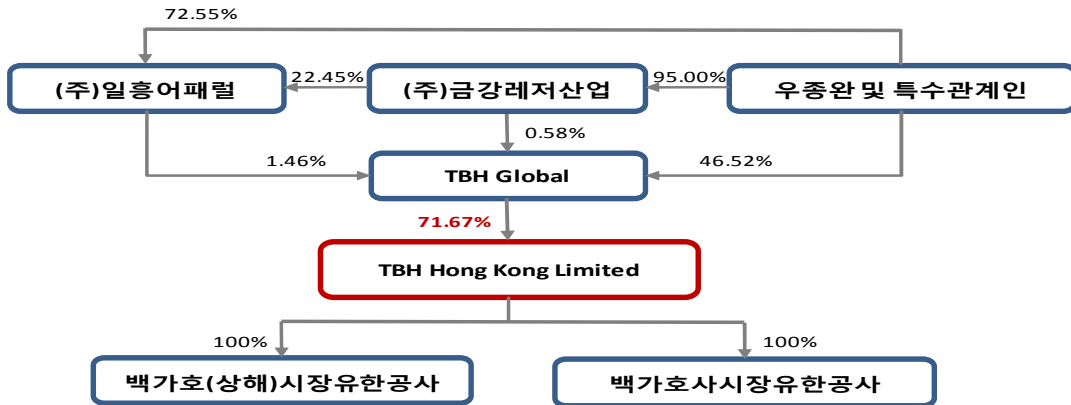 72.55%
(주)일흥어패럴
22.45%
(주)금강레저산업
95.00%
우종완 및 특수관계인
0.58%
1.46%
TBH Global
46.52%
71.67%
TBH Hong Kong Limited
100%
100%
백가호(상해)시장유한공사
백가호사시장유한공사